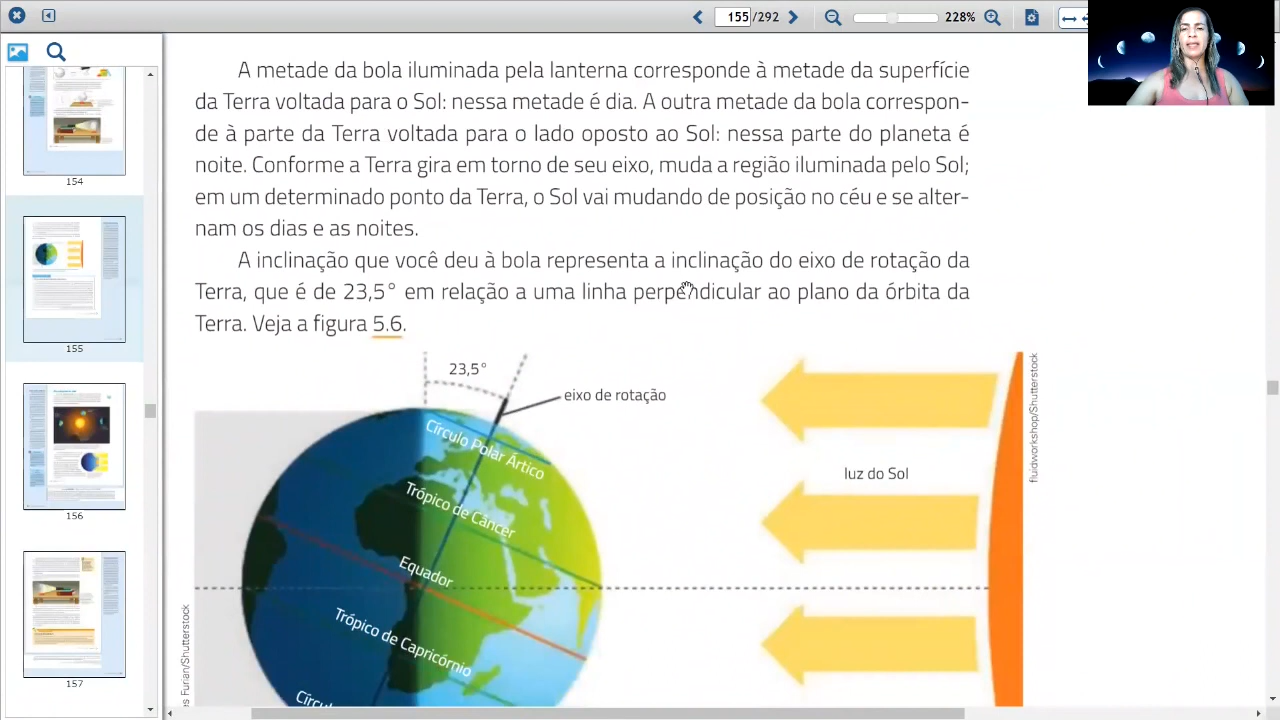 155 /292
228%
A metade da bola iluminada pela lanterna corresponde à metade da superfície
da Terra voltada para o Sol: nessa metade é dia. A outra metade da bola correspon-
de à parte da Terra voltada para o lado oposto ao Sol: nessa parte do planeta é
noite. Conforme a Terra gira em torno de seu eixo, muda a região iluminada pelo Sol;
em um determinado ponto da Terra, o Sol vai mudando de posição no céu e se alter-
nam os dias e as noites.
A inclinação que você deu à bola representa a inclinação do eixo de rotação da
Terra, que é de 23,5° em relação a uma linha perpendicular ao plano da órbita da
Terra. Veja a figura 5.6.
23,5°
eixo de rotação
Círculo Polar Ártico
Trópico de Câncer
Equador
Trópico de Capricórnio
Círculo
luz do Sol
fluidworkshop/Shutterstock
es Furian/Shutterstock
154
155
156
157